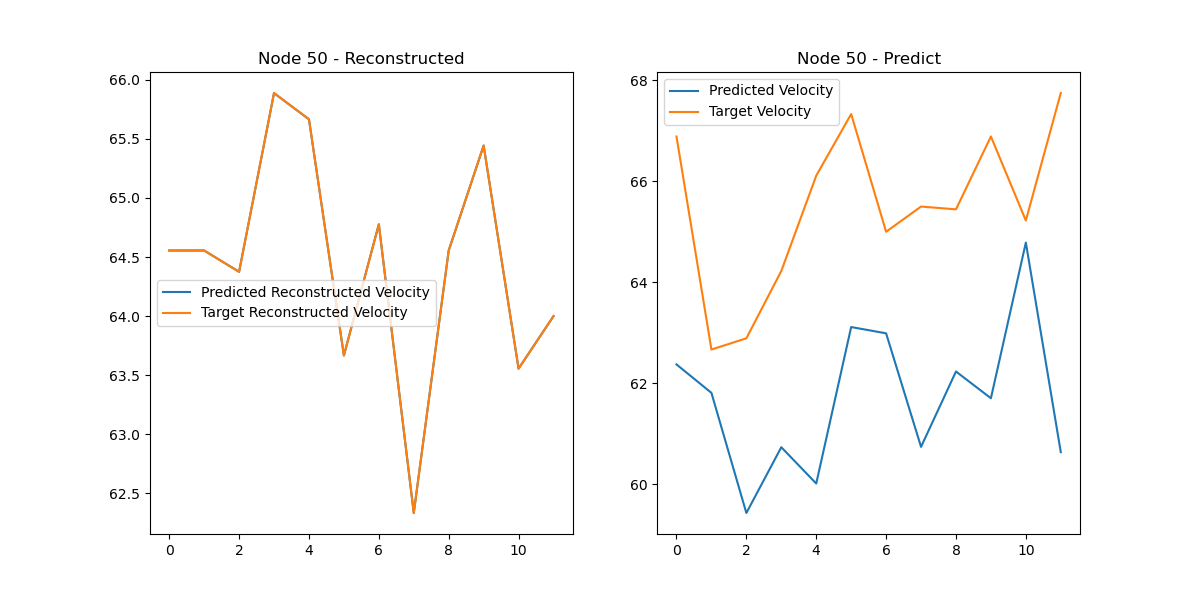 Node 50 - Reconstructed
66.0
65.5
65.0
64.5
64.0
63.5
63.0
62.5
0 2 4 6 8 10
Predicted Reconstructed Velocity
Target Reconstructed Velocity
Node 50 - Predict
68
66
64
62
60
0 2 4 6 8 10
Predicted Velocity
Target Velocity